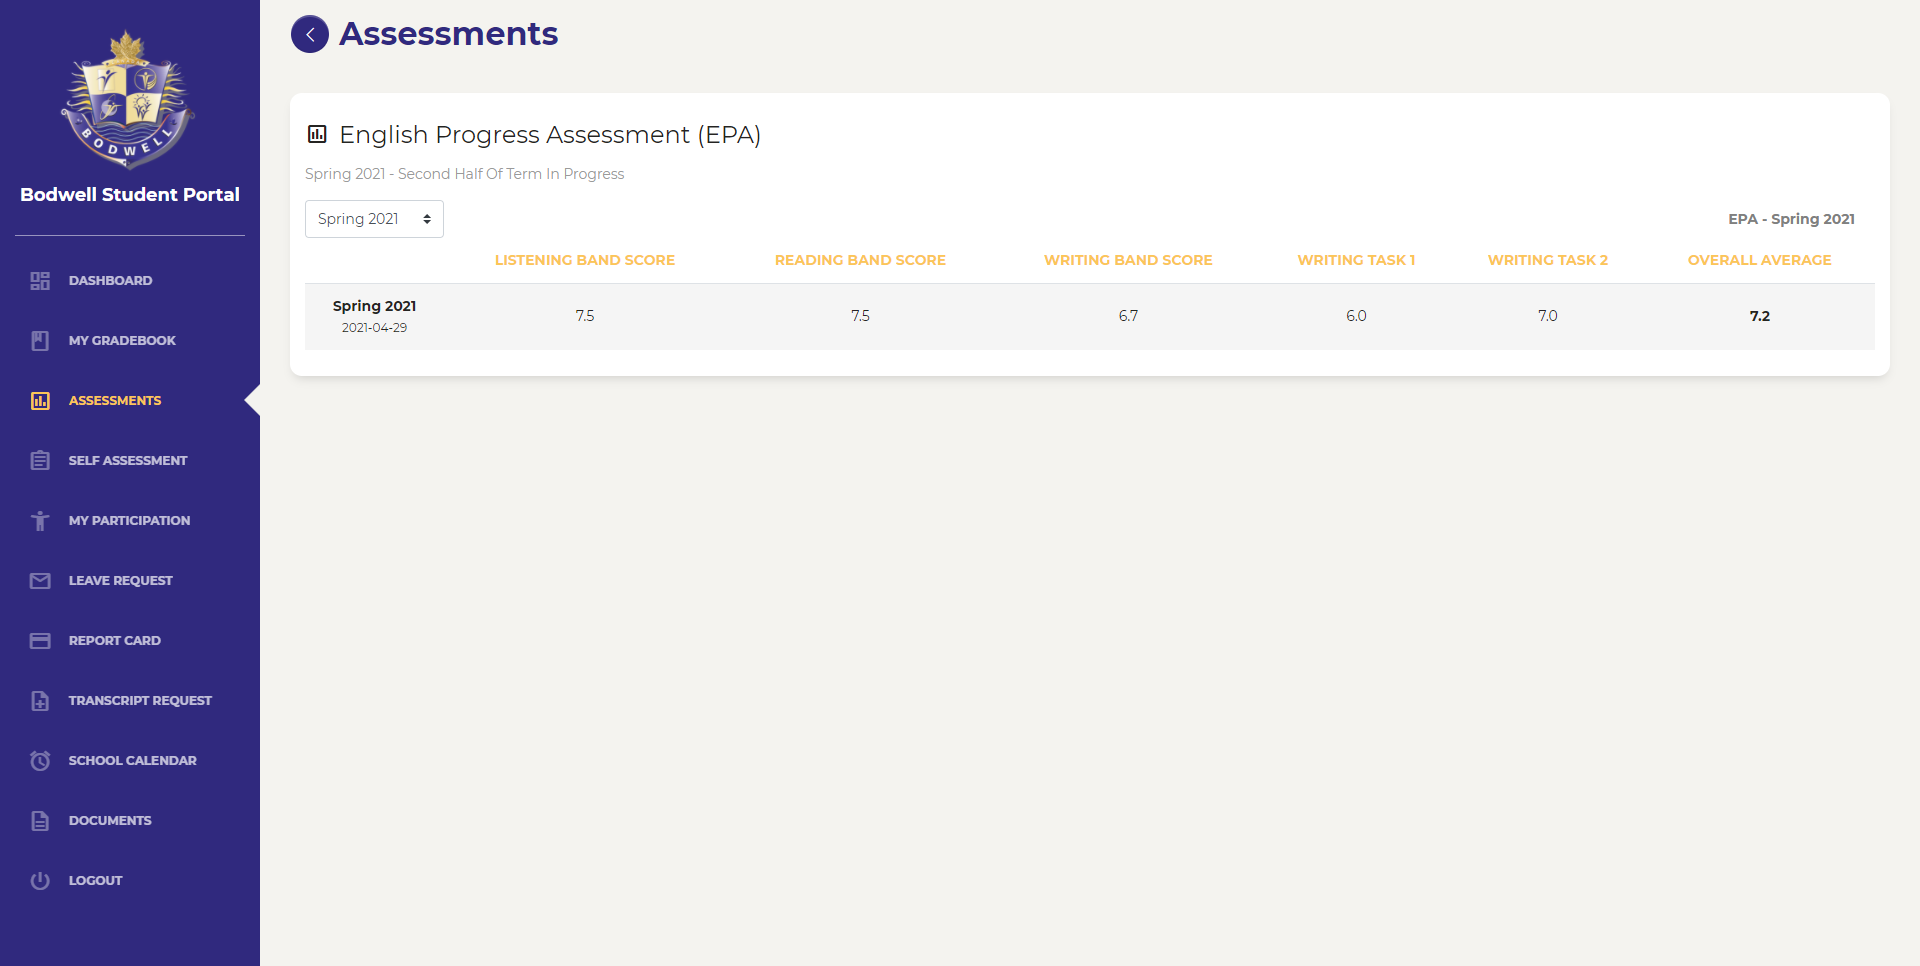 BODWELL
Bodwell Student Portal
DASHBOARD
MY GRADEBOOK
ASSESSMENTS
SELF ASSESSMENT
MY PARTICIPATION
LEAVE REQUEST
REPORT CARD
TRANSCRIPT REQUEST
SCHOOL CALENDAR
DOCUMENTS
LOGOUT
Assessments
English Progress Assessment (EPA)
Spring 2021 - Second Half Of Term In Progress
Spring 2021
EPA - Spring 2021
LISTENING BAND SCORE READING BAND SCORE WRITING BAND SCORE WRITING TASK 1 WRITING TASK 2 OVERALL AVERAGE
Spring 2021
2021-04-29
7.5 7.5 6.7 6.0 7.0 7.2